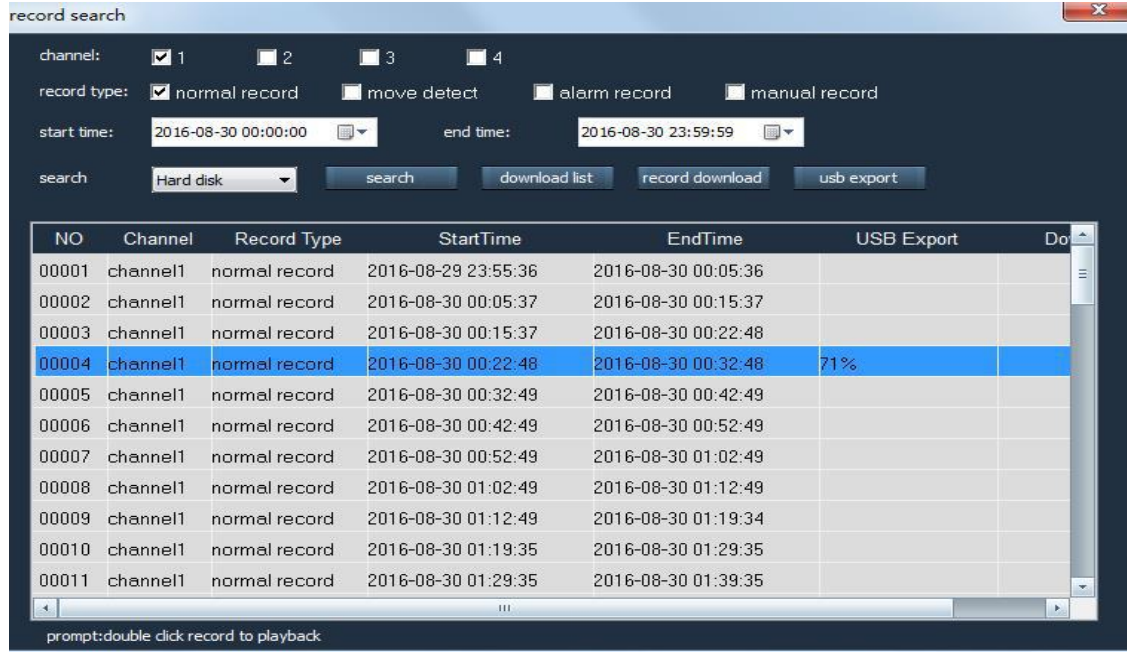 record search
channel: 1 2 3 4
record type: normal record move detect alarm record manual record
start time: 2016-08-30 00:00:00 end time: 2016-08-30 23:59:59
search Hard disk search download list record download usb export
NO Channel Record Type StartTime EndTime USB Export Do
00001 channel1 normal record 2016-08-29 23:55:36 2016-08-30 00:05:36
00002 channel1 normal record 2016-08-30 00:05:37 2016-08-30 00:15:37
00003 channel1 normal record 2016-08-30 00:15:37 2016-08-30 00:22:48
00004 channel1 normal record 2016-08-30 00:22:48 2016-08-30 00:32:48 71%
00005 channel1 normal record 2016-08-30 00:32:49 2016-08-30 00:42:49
00006 channel1 normal record 2016-08-30 00:42:49 2016-08-30 00:52:49
00007 channel1 normal record 2016-08-30 00:52:49 2016-08-30 01:02:49
00008 channel1 normal record 2016-08-30 01:02:49 2016-08-30 01:12:49
00009 channel1 normal record 2016-08-30 01:12:49 2016-08-30 01:19:34
00010 channel1 normal record 2016-08-30 01:19:35 2016-08-30 01:29:35
00011 channel1 normal record 2016-08-30 01:29:35 2016-08-30 01:39:35
prompt:double click record to playback